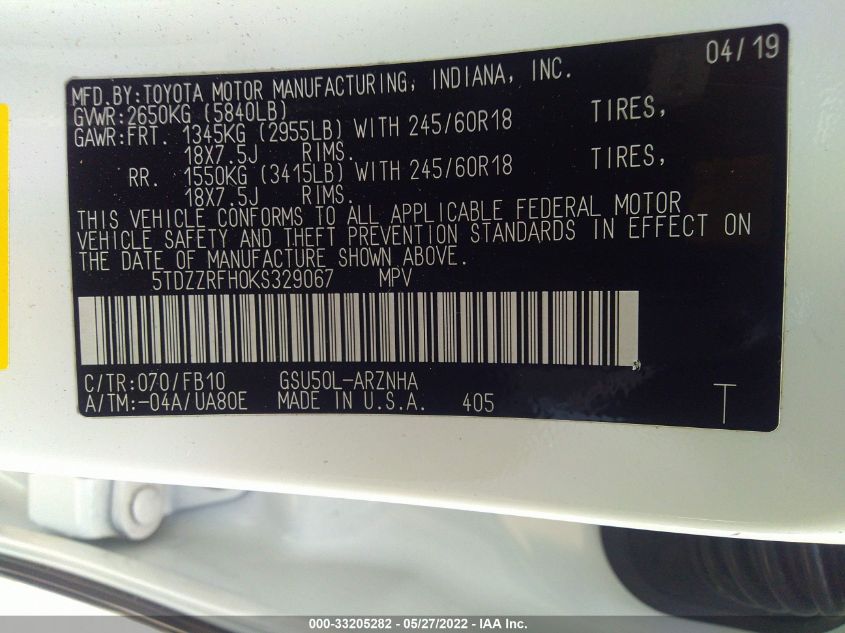 04/19
MFD.BY:TOYOTA MOTOR MANUFACTURING, INDIANA, INC.
GVWR:2650KG (5840LB)
GAWR:FRT. 1345KG (2955LB) WITH 245/60R18 TIRES,
18X7.5J RIMS.
RR. 1550KG (3415LB) WITH 245/60R18 TIRES,
18X7.5J RIMS.
THIS VEHICLE CONFORMS TO ALL APPLICABLE FEDERAL MOTOR
VEHICLE SAFETY AND THEFT PREVENTION STANDARDS IN EFFECT ON
THE DATE OF MANUFACTURE SHOWN ABOVE.
5TDZZRFH0KS329067 MPV
C/TR:070/FB10 GSU50L-ARZNHA
A/TM:-04A/UA80E MADE IN U.S.A. 405
T
000-33205282 - 05/27/2022 - IAA Inc.